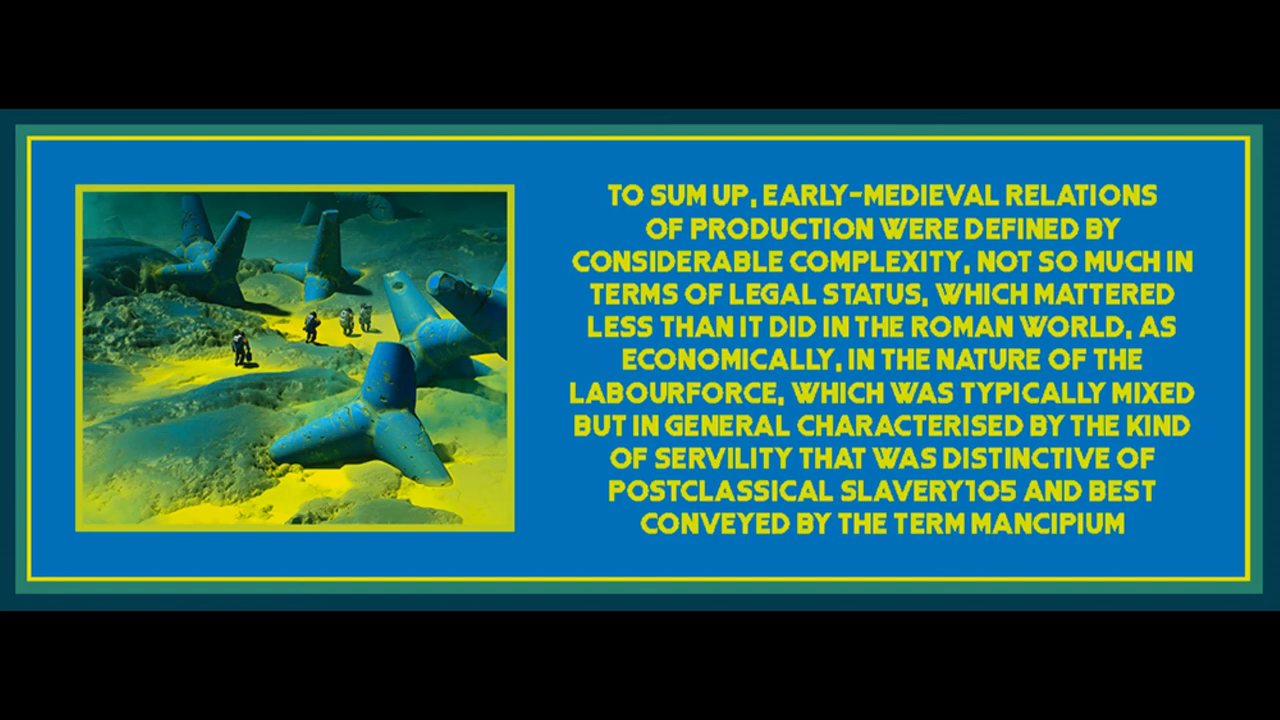 TO SUM UP, EARLY-MEDIEVAL RELATIONS
OF PRODUCTION WERE DEFINED BY
CONSIDERABLE COMPLEXITY, NOT SO MUCH IN
TERMS OF LEGAL STATUS, WHICH MATTERED
LESS THAN IT DID IN THE ROMAN WORLD, AS
ECONOMICALLY, IN THE NATURE OF THE
LABOURFORCE, WHICH WAS TYPICALLY MIXED
BUT IN GENERAL CHARACTERISED BY THE KIND
OF SERVILITY THAT WAS DISTINCTIVE OF
POSTCLASSICAL SLAVERY105 AND BEST
CONVEYED BY THE TERM MANCIPIUM